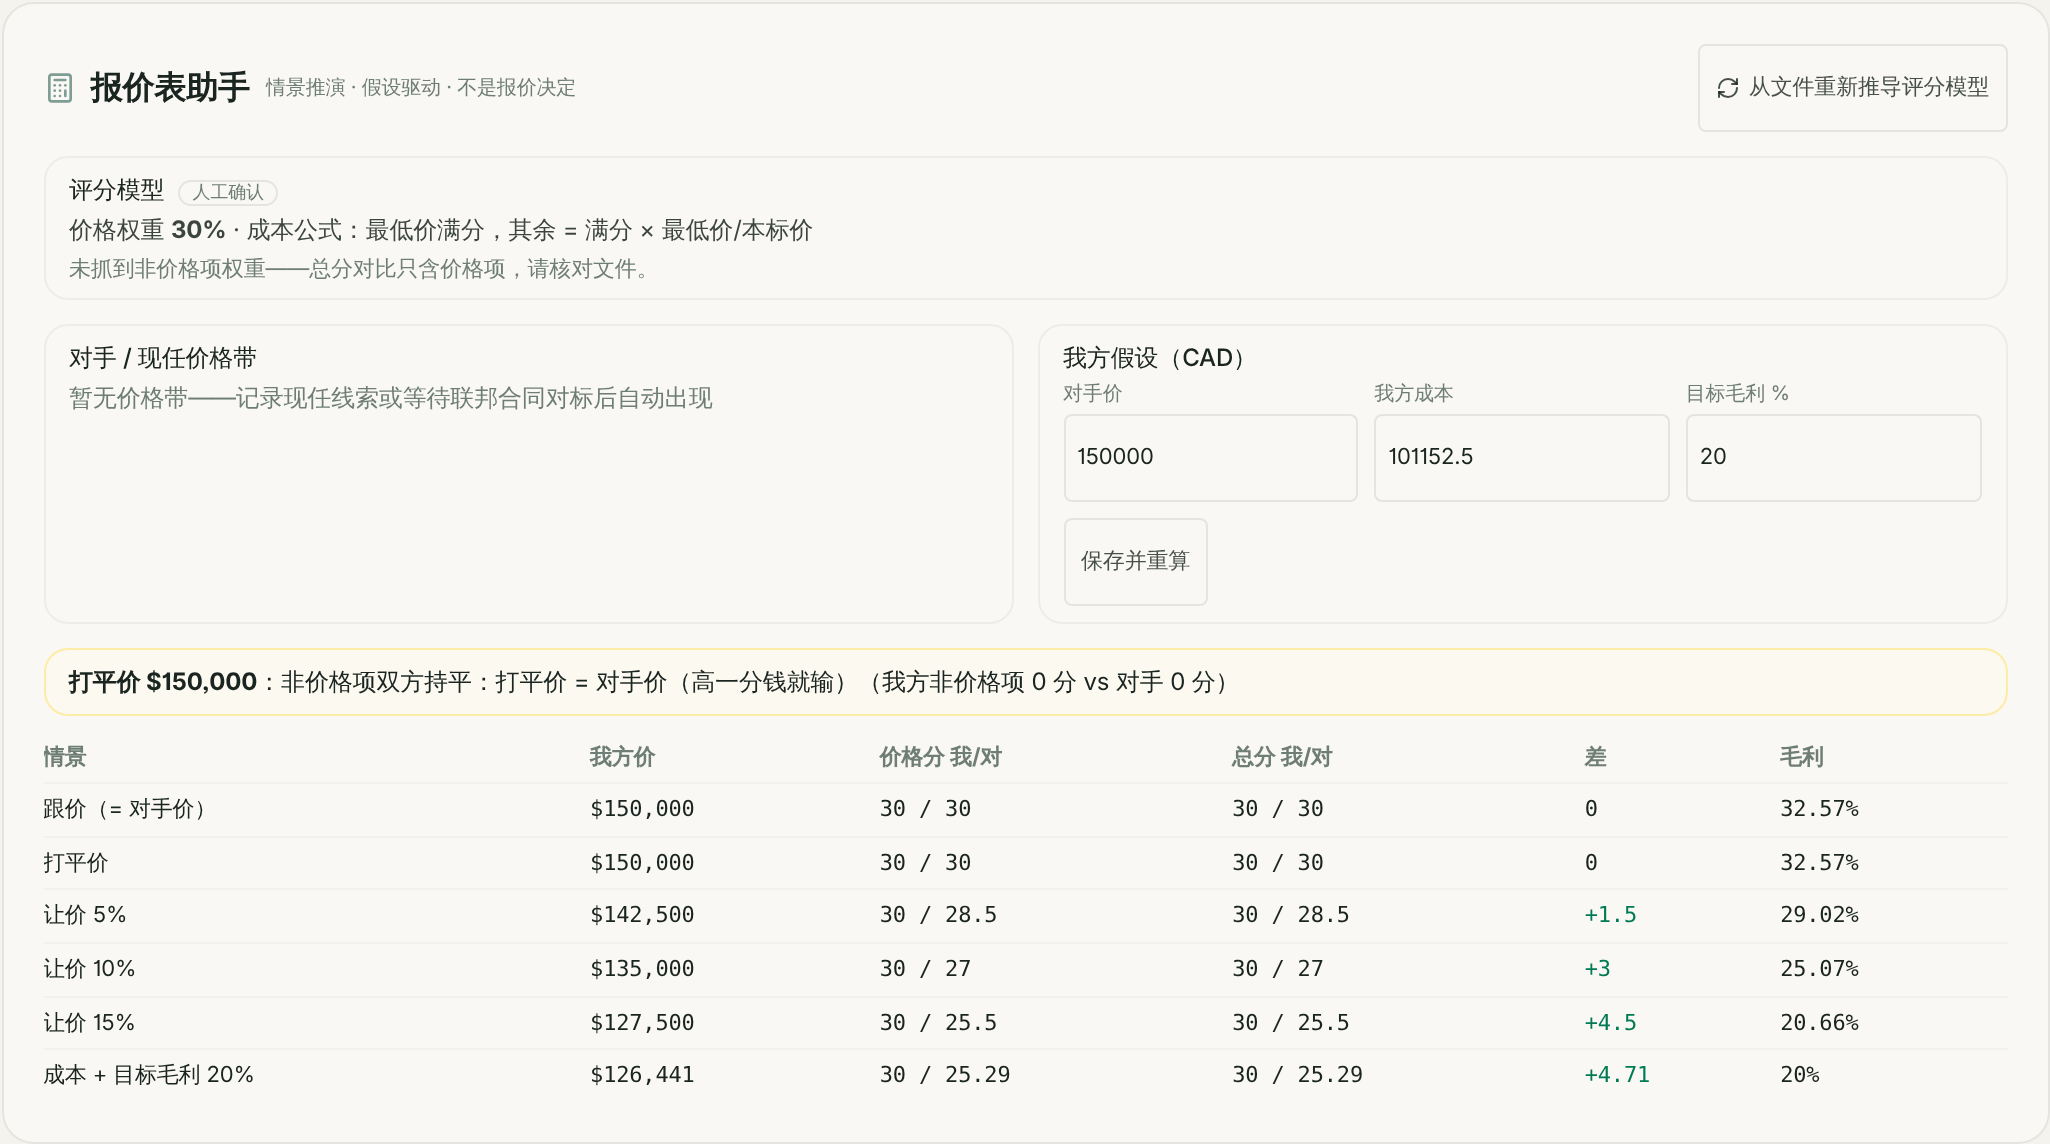 报价表助手 情景推演 · 假设驱动 · 不是报价决定
从文件重新推导评分模型
评分模型 人工确认
价格权重 30% · 成本公式：最低价满分，其余 = 满分 × 最低价/本标价
未抓到非价格项权重——总分对比只含价格项，请核对文件。
对手 / 现任价格带
暂无价格带——记录现任线索或等待联邦合同对标后自动出现
我方假设（CAD）
对手价 我方成本 目标毛利 %
150000 101152.5 20
保存并重算
打平价 $150,000：非价格项双方持平：打平价 = 对手价（高一分钱就输）（我方非价格项 0 分 vs 对手 0 分）
情景 我方价 价格分 我/对 总分 我/对 差 毛利
跟价（= 对手价） $150,000 30 / 30 30 / 30 0 32.57%
打平价 $150,000 30 / 30 30 / 30 0 32.57%
让价 5% $142,500 30 / 28.5 30 / 28.5 +1.5 29.02%
让价 10% $135,000 30 / 27 30 / 27 +3 25.07%
让价 15% $127,500 30 / 25.5 30 / 25.5 +4.5 20.66%
成本 + 目标毛利 20% $126,441 30 / 25.29 30 / 25.29 +4.71 20%